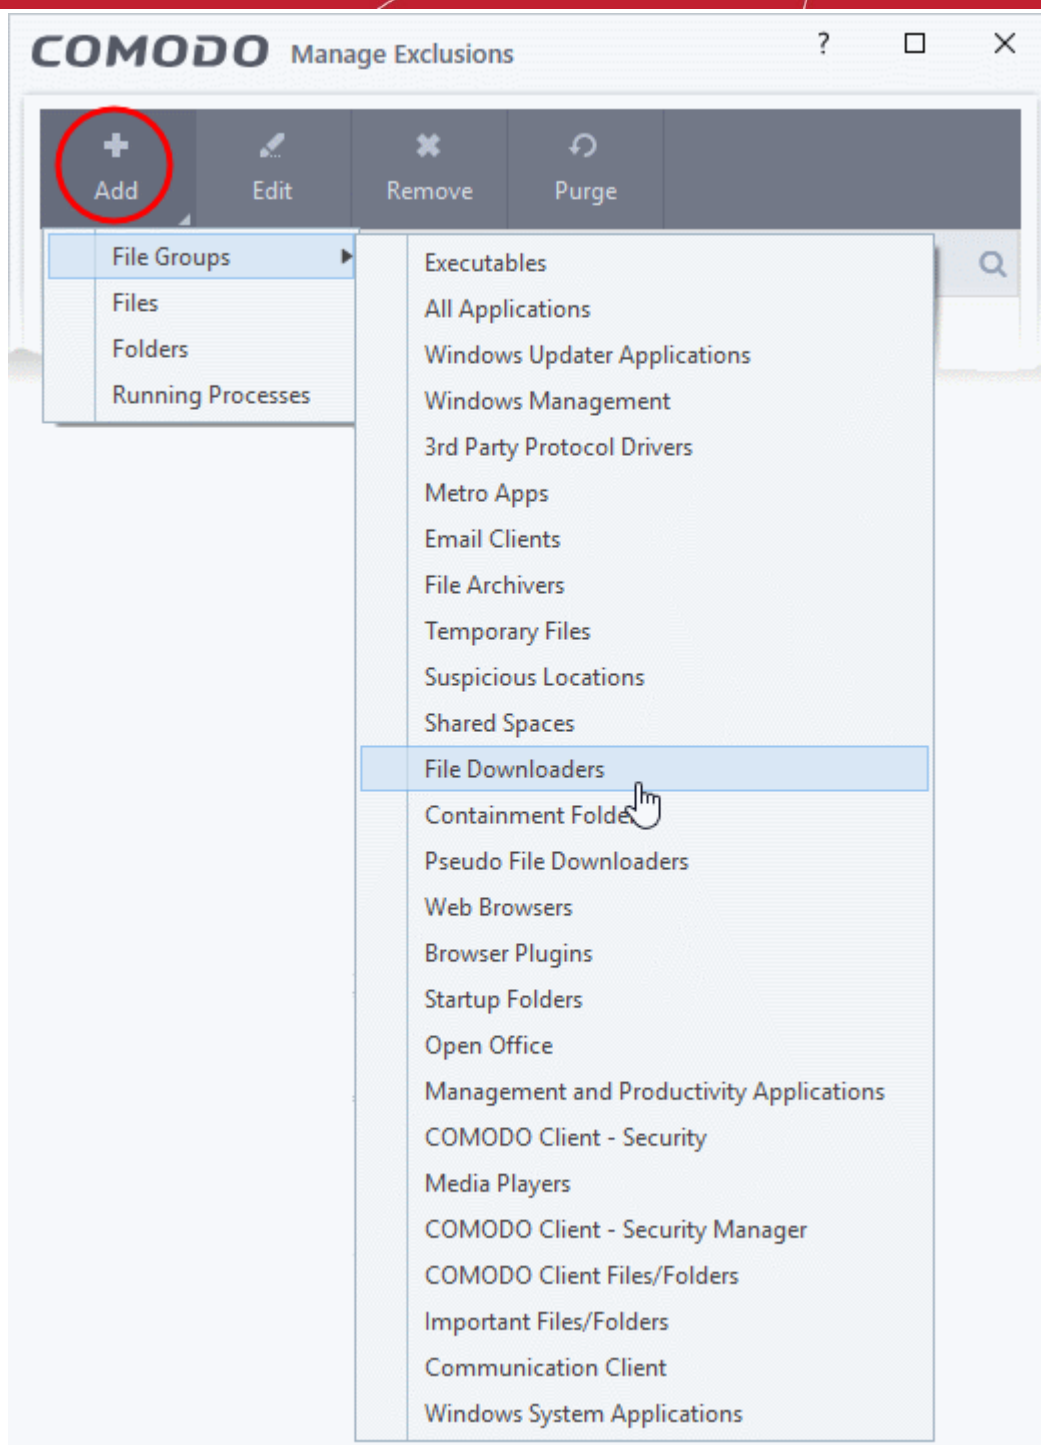 COMODO Manage Exclusions ?
Add Edit Remove Purge
File Groups
Files
Folders
Running Processes
Executables
All Applications
Windows Updater Applications
Windows Management
3rd Party Protocol Drivers
Metro Apps
Email Clients
File Archivers
Temporary Files
Suspicious Locations
Shared Spaces
File Downloaders
Containment
Pseudo File Downloaders
Web Browsers
Browser Plugins
Startup Folders
Open Office
Management and Productivity Applications
COMODO Client - Security
Media Players
COMODO Client - Security Manager
COMODO Client Files/Folders
Important Files/Folders
Communication Client
Windows System Applications